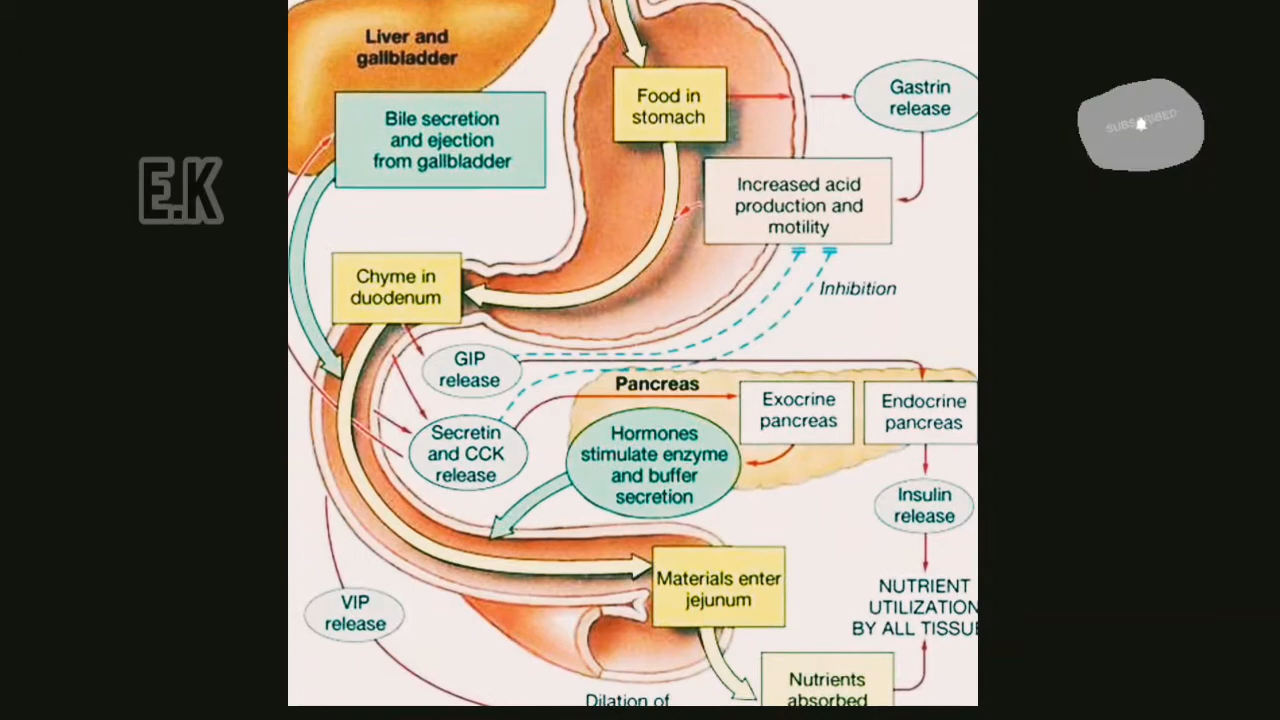 Liver and
gallbladder
Bile secretion
and ejection
from gallbladder
Food in
stomach
Gastrin
release
Increased acid
production and
motility
E.K
SUBSCRIBED
Chyme in
duodenum
Inhibition
GIP
release
Pancreas
Exocrine
pancreas
Endocrine
pancreas
Secretin
and CCK
release
Hormones
stimulate enzyme
and buffer
secretion
Insulin
release
Materials enter
jejunum
NUTRIENT
UTILIZATION
BY ALL TISSUE
VIP
release
Nutrients
absorbed
Dilation of